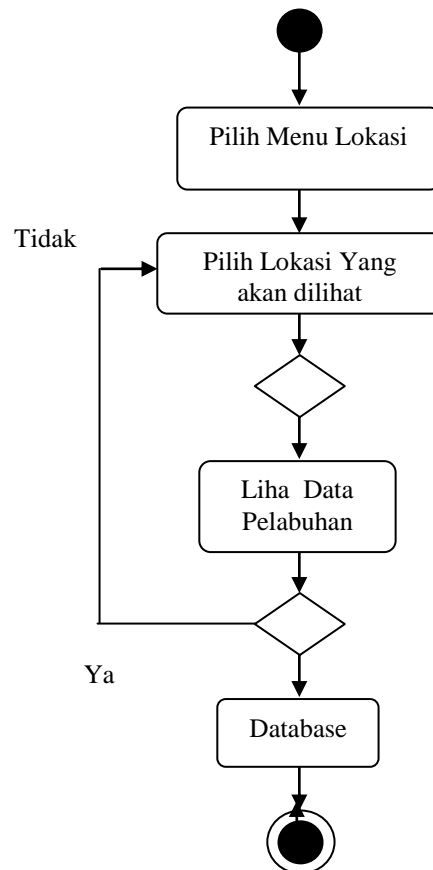 Pilih Menu Lokasi
Tidak
Pilih Lokasi Yang
akan dilihat
Liha Data
Pelabuhan
Ya
Database